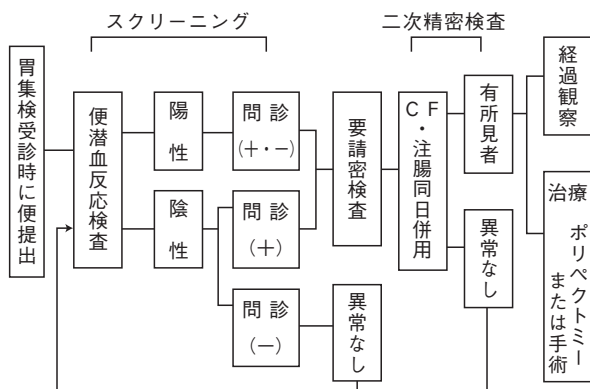 スクリーニング
二次精密検査
胃集検受診時に便提出
便潜血反応検査
陽性
陰性
問診
(+・−)
問診
(+)
問診
(−)
要請密検査
異常なし
CF・注腸同日併用
有所見者
異常なし
経過観察
治療
ポリペクトミー
または手術